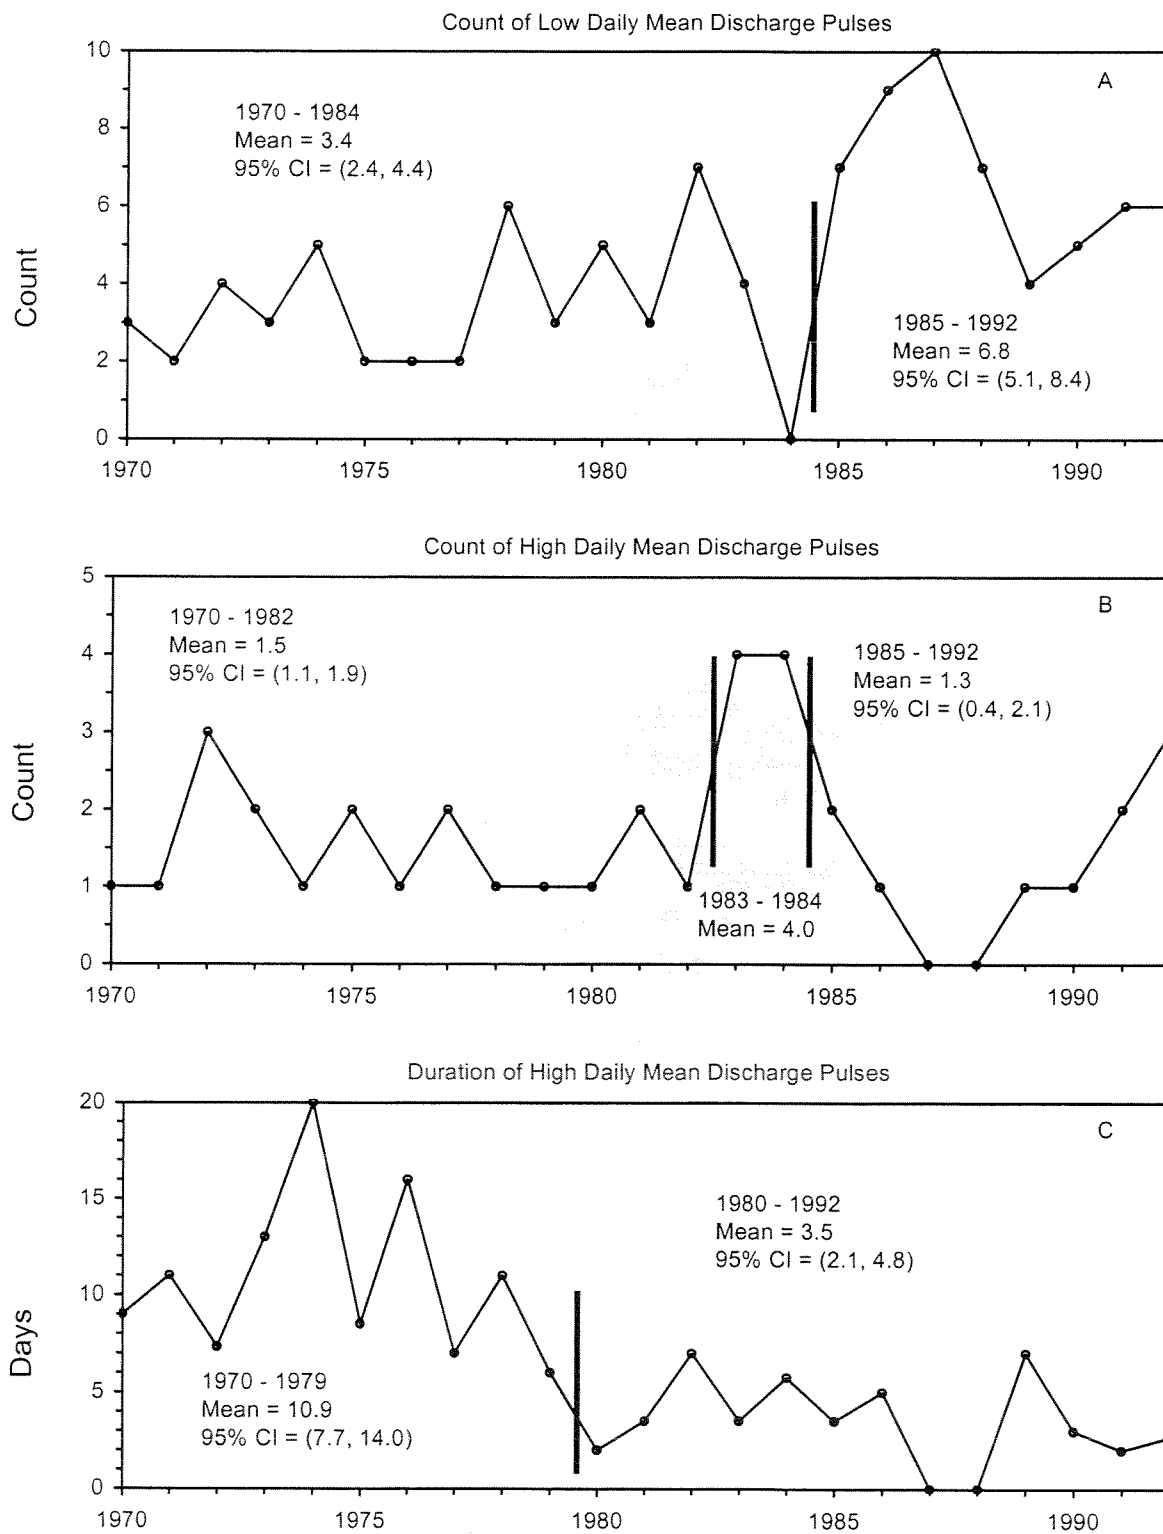 Count of Low Daily Mean Discharge Pulses
A
10
8
6
4
2
0
Count
1970 - 1984
Mean = 3.4
95% CI = (2.4, 4.4)
1985 - 1992
Mean = 6.8
95% CI = (5.1, 8.4)
1970 1975 1980 1985 1990
Count of High Daily Mean Discharge Pulses
B
5
4
3
2
1
0
Count
1970 - 1982
Mean = 1.5
95% CI = (1.1, 1.9)
1985 - 1992
Mean = 1.3
95% CI = (0.4, 2.1)
1983 - 1984
Mean = 4.0
1970 1975 1980 1985 1990
Duration of High Daily Mean Discharge Pulses
C
20
15
10
5
0
Days
1980 - 1992
Mean = 3.5
95% CI = (2.1, 4.8)
1970 - 1979
Mean = 10.9
95% CI = (7.7, 14.0)
1970 1975 1980 1985 1990